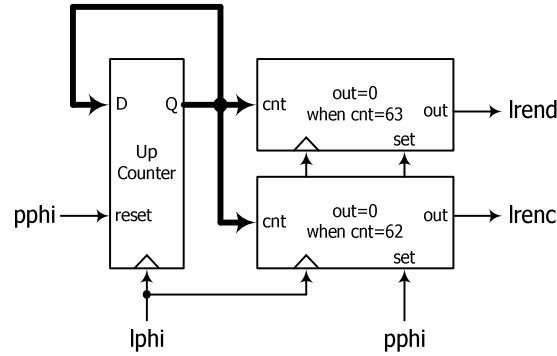 D
Q
Up
Counter
reset
pphi
lphi
cnt
out=0
when cnt=63
out
set
lrend
cnt
out=0
when cnt=62
out
set
lrenc
pphi